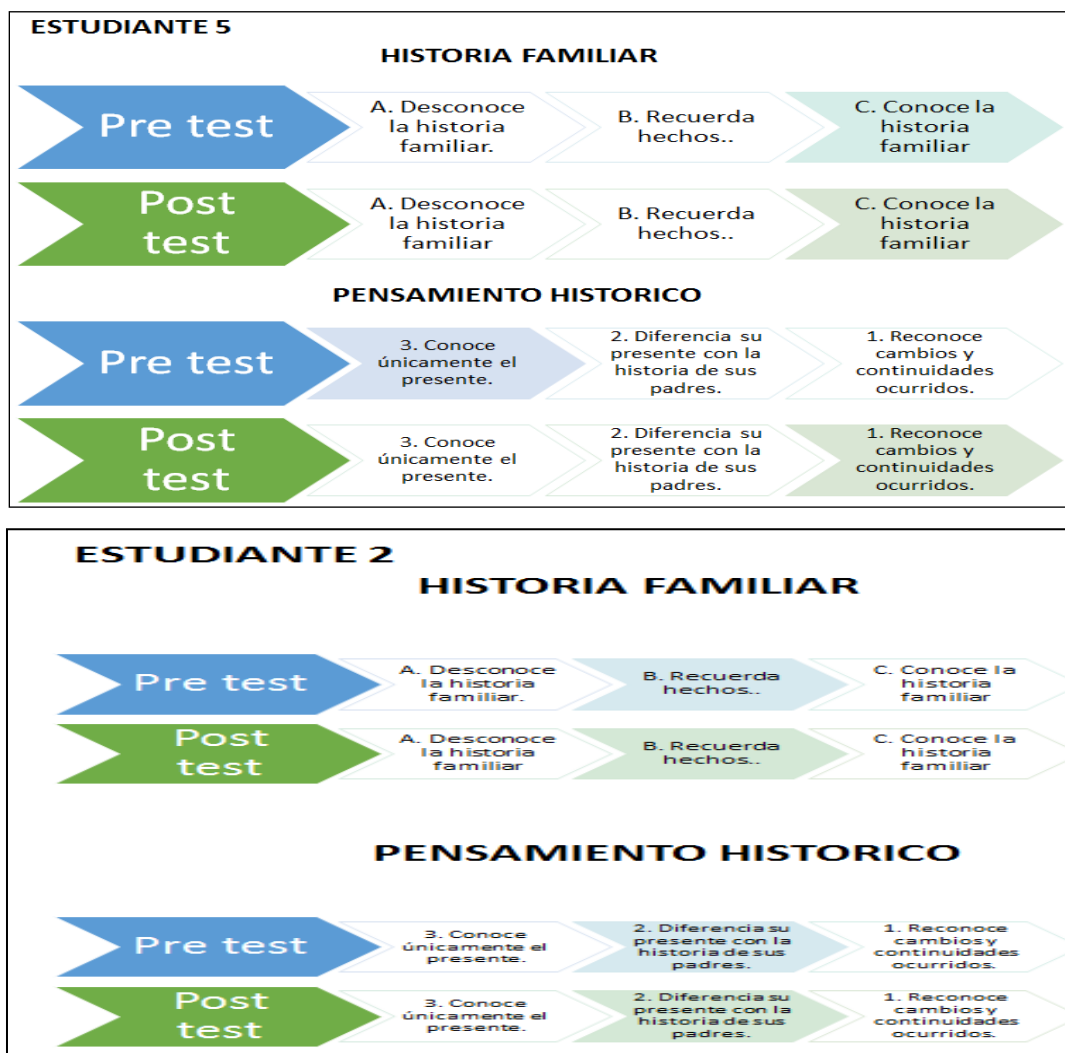 ESTUDIANTE 5
HISTORIA FAMILIAR
Pre test
A. Desconoce
la historia
familiar.
B. Recuerda
hechos..
C. Conoce la
historia
familiar
Post
test
A. Desconoce
la historia
familiar
B. Recuerda
hechos..
C. Conoce la
historia
familiar
PENSAMIENTO HISTORICO
Pre test
3. Conoce
únicamente el
presente.
2. Diferencia su
presente con la
historia de sus
padres.
1. Reconoce
cambios y
continuidades
ocurridos.
Post
test
3. Conoce
únicamente el
presente.
2. Diferencia su
presente con la
historia de sus
padres.
1. Reconoce
cambios y
continuidades
ocurridos.
ESTUDIANTE 2
HISTORIA FAMILIAR
Pre test
A. Desconoce
la historia
familiar.
B. Recuerda
hechos..
C. Conoce la
historia
familiar
Post
test
A. Desconoce
la historia
familiar
B. Recuerda
hechos..
C. Conoce la
historia
familiar
PENSAMIENTO HISTORICO
Pre test
3. Conoce
únicamente el
presente.
2. Diferencia su
presente con la
historia de sus
padres.
1. Reconoce
cambios y
continuidades
ocurridos.
Post
test
3. Conoce
únicamente el
presente.
2. Diferencia su
presente con la
historia de sus
padres.
1. Reconoce
cambios y
continuidades
ocurridos.